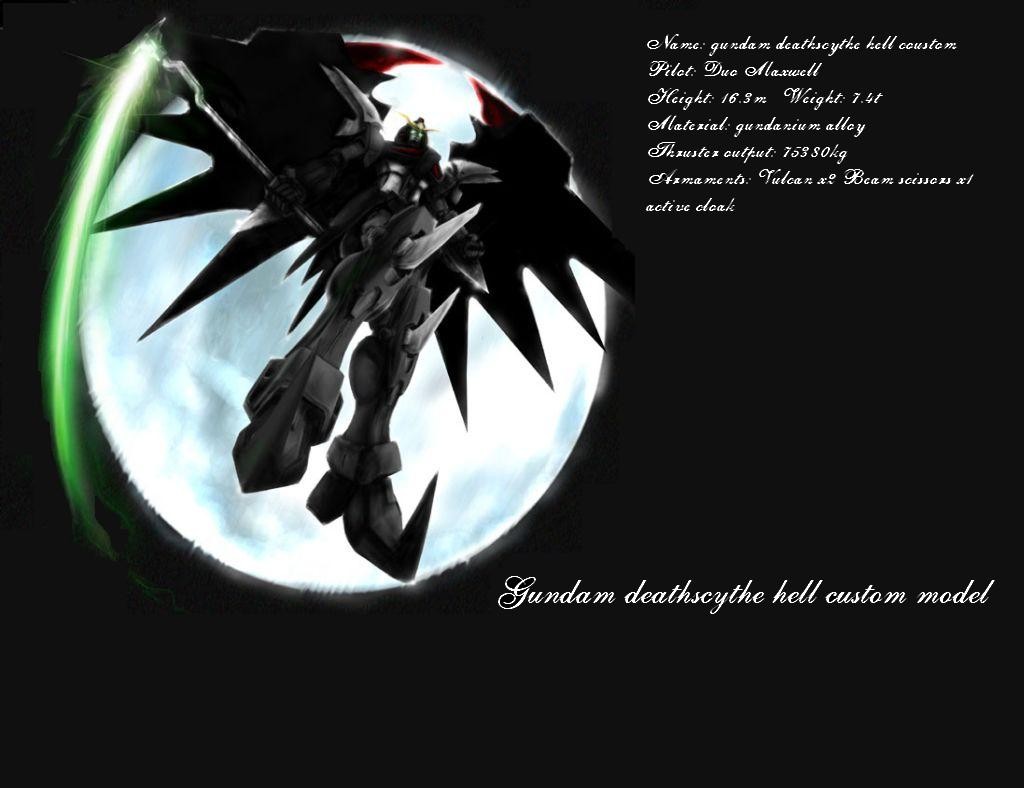 Name: gundam deathscythe hell coustom
Pilot: Duo Maxwell
Height: 16.3m Weight: 7.4t
Material: gundanium alloy
Thruster output: 75380kg
Armaments: Vulcan x2 Beam scissors x1
active cloak
Gundam deathscythe hell custom model